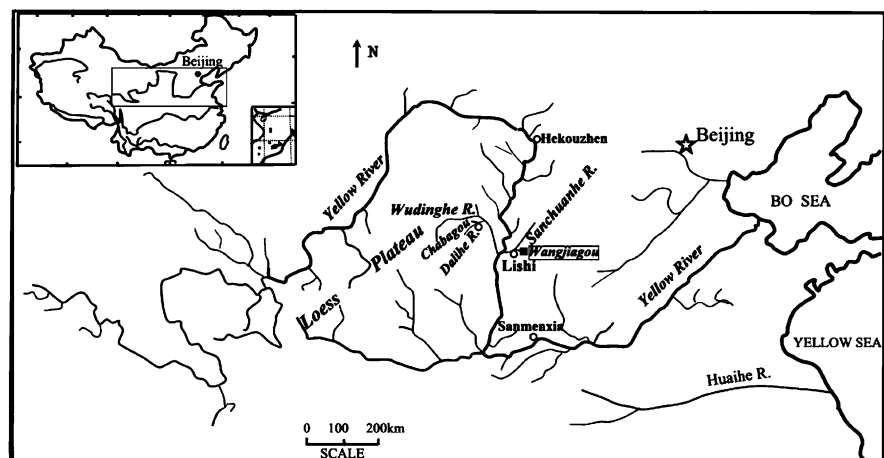 Beijing
N
Hekouzhen
Beijing
Yellow River
BO SEA
Sanchuanhe R.
Wudinghe R.
Chabagou
Dalihe R.
Plateau
Wangjiagou
Lishi
Loess
Yellow River
Sanmenxia
YELLOW SEA
Huaihe R.
0 100 200km
SCALE